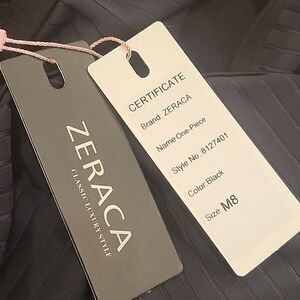 ZERACA
CLASSIC LUXURY STYLE
CERTIFICATE
Brand: ZERACA
Name:One-Piece
Style No.:8127401
Color:Black
Size: M8